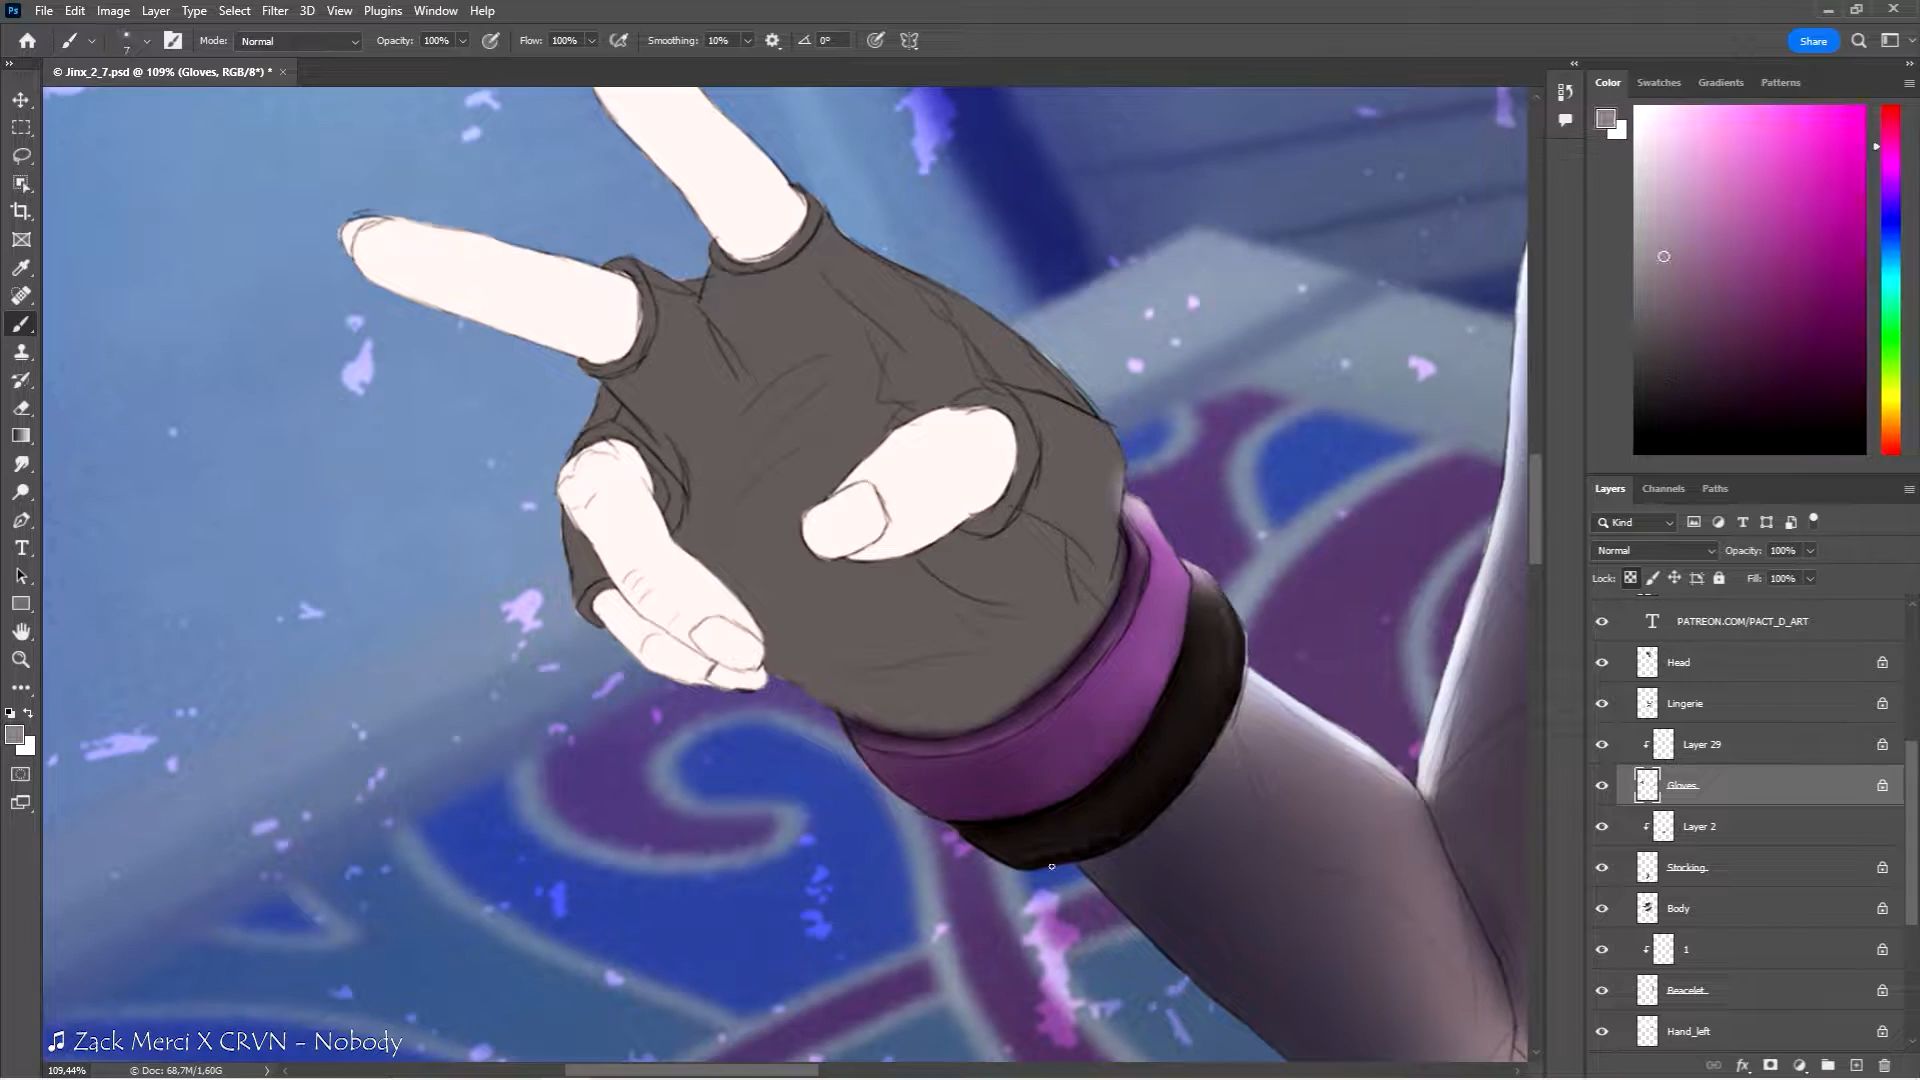 Ps File Edit Image Layer Type Select Filter 3D View Plugins Window Help
7 Mode: Normal Opacity: 100% Flow: 100% Smoothing: 10% 0° Share
© Jinx_2_7.psd @ 109% (Gloves, RGB/8*) * ×
Color Swatches Gradients Patterns
Layers Channels Paths
Kind
Normal Opacity: 100%
Lock: Fill: 100%
PATREON.COM/PACT_D_ART
Head
Lingerie
Layer 29
Gloves
Layer 2
Stocking
Body
1
Beacelet
Hand_left
Zack Merci X CRVN - Nobody
109,44% © Doc: 68,7M/1,60G